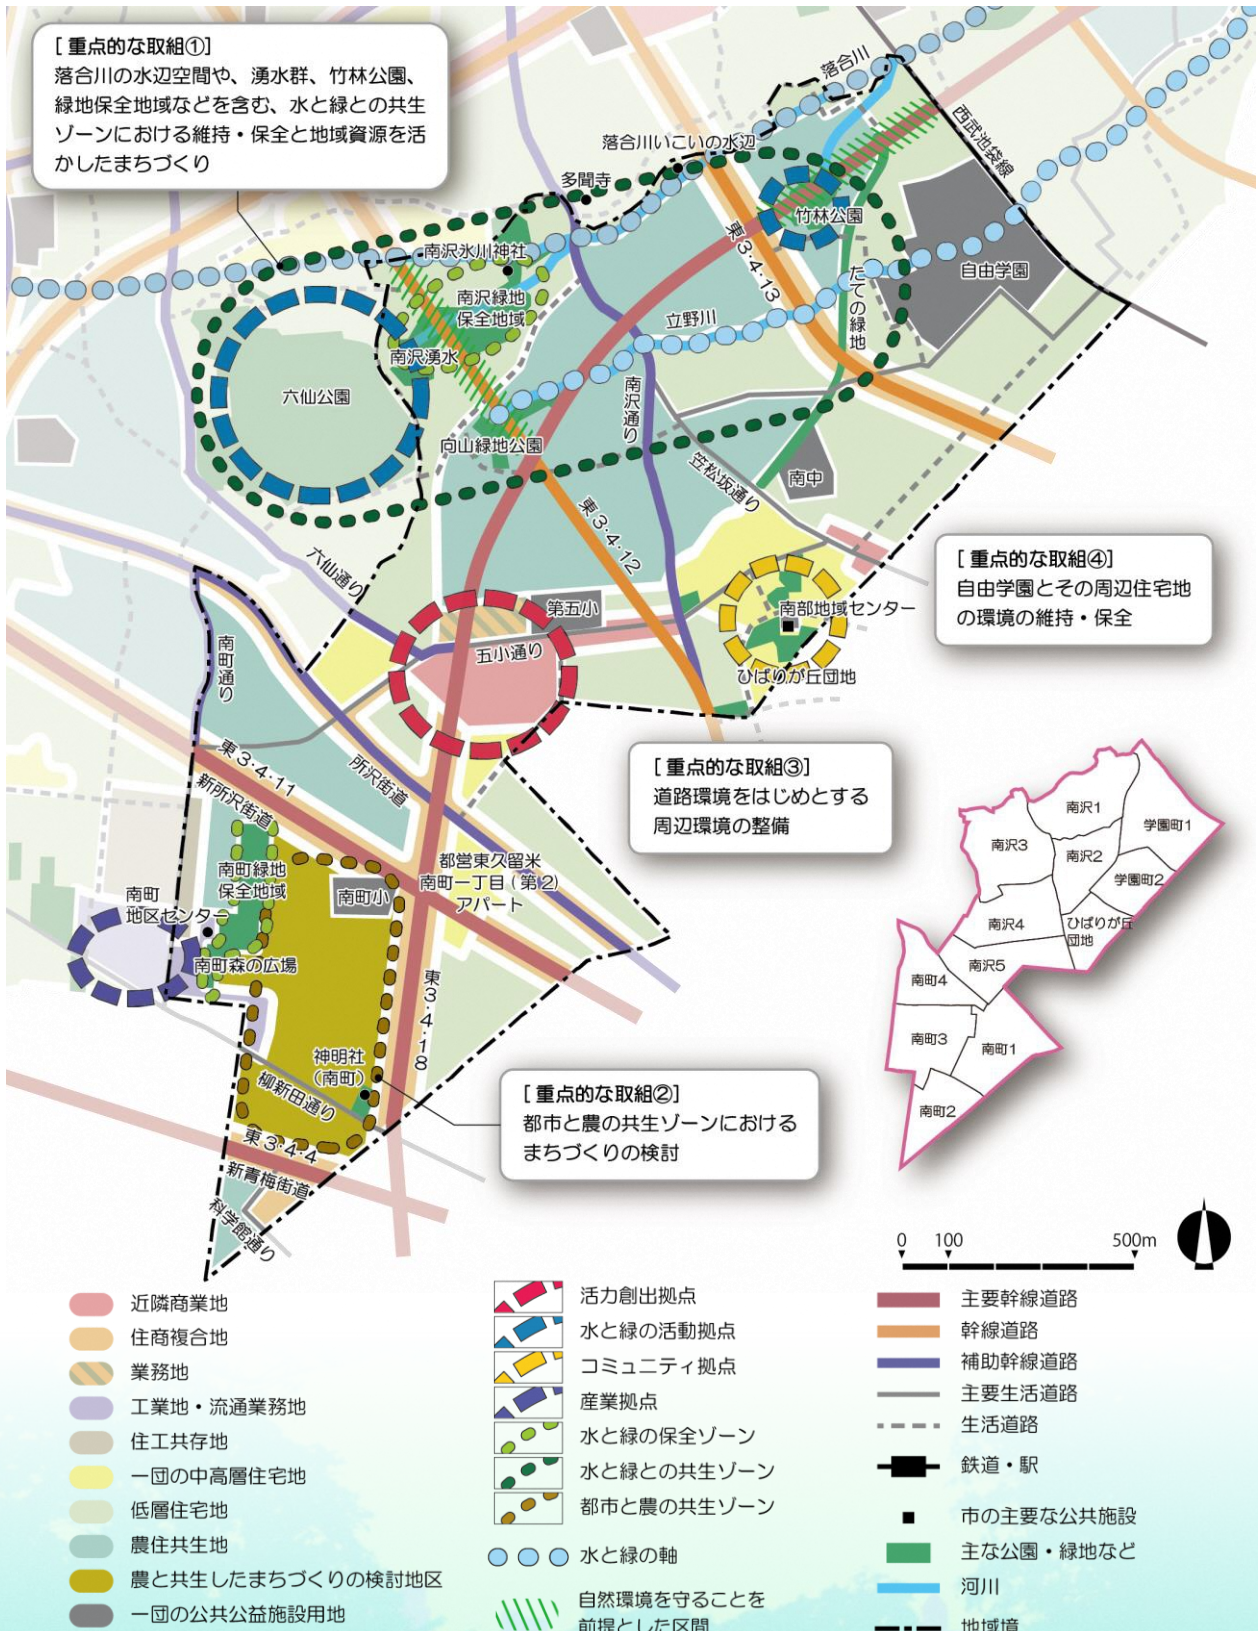 [ 重点的な取組①]
落合川の水辺空間や、湧水群、竹林公園、
緑地保全地域などを含む、水と緑との共生
ゾーンにおける維持・保全と地域資源を活
かしたまちづくり
落合川
西武池袋線
落合川いこいの水辺
多聞寺
竹林公園
南沢氷川神社
東3・4・13
自由学園
南沢緑地
保全地域
たての緑地
立野川
南沢湧水
六仙公園
南沢通り
向山緑地公園
笠松坂通り
南中
東3・4・12
六仙通り
[ 重点的な取組④]
自由学園とその周辺住宅地
の環境の維持・保全
第五小
南部地域センター
五小通り
南町通り
ひばりが丘団地
東3・4・11
新所沢街道
所沢街道
[ 重点的な取組③]
道路環境をはじめとする
周辺環境の整備
南沢1
学園町1
南沢3
南沢2
学園町2
南沢4
ひばりが丘
団地
南沢5
南町4
南町3
南町1
南町2
都営東久留米
南町一丁目(第2)
アパート
南町緑地
保全地域
南町小
南町
地区センター
南町森の広場
東3・4・18
神明社
(南町)
柳新田通り
[ 重点的な取組②]
都市と農の共生ゾーンにおける
まちづくりの検討
東3・4・4
新青梅街道
科学館通り
0 100 500m
近隣商業地
住商複合地
業務地
工業地・流通業務地
住工共存地
一団の中高層住宅地
低層住宅地
農住共生地
農と共生したまちづくりの検討地区
一団の公共公益施設用地
活力創出拠点
水と緑の活動拠点
コミュニティ拠点
産業拠点
水と緑の保全ゾーン
水と緑との共生ゾーン
都市と農の共生ゾーン
水と緑の軸
自然環境を守ることを
前提とした区間
主要幹線道路
幹線道路
補助幹線道路
主要生活道路
生活道路
鉄道・駅
市の主要な公共施設
主な公園・緑地など
河川
地域境